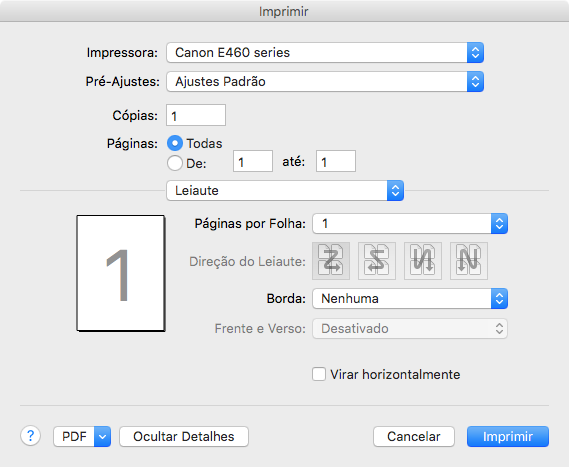 Imprimir
Impressora: Canon E460 series
Pré-Ajustes: Ajustes Padrão
Cópias: 1
Páginas: Todas
De: 1 até: 1
Leiaute
1
Páginas por Folha: 1
Direção do Leiaute:
Borda: Nenhuma
Frente e Verso: Desativado
Virar horizontalmente
? PDF Ocultar Detalhes Cancelar Imprimir